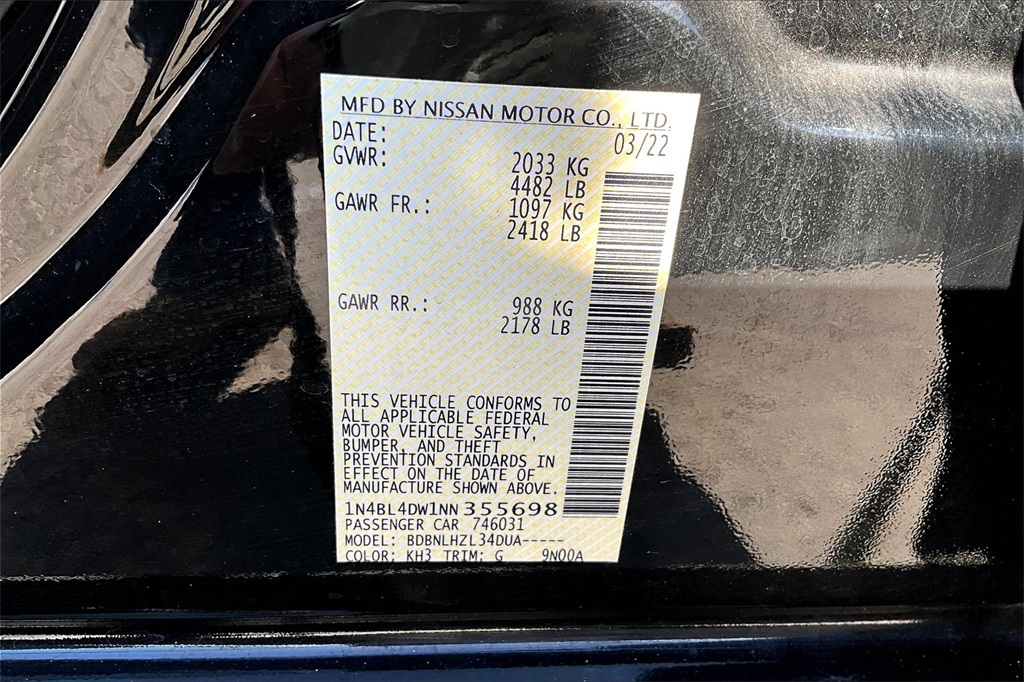 MFD BY NISSAN MOTOR CO., LTD.
DATE: 03/22
GVWR: 2033 KG
4482 LB
GAWR FR.: 1097 KG
2418 LB
GAWR RR.: 988 KG
2178 LB
THIS VEHICLE CONFORMS TO
ALL APPLICABLE FEDERAL
MOTOR VEHICLE SAFETY,
BUMPER, AND THEFT
PREVENTION STANDARDS IN
EFFECT ON THE DATE OF
MANUFACTURE SHOWN ABOVE.
1N4BL4DW1NN355698
PASSENGER CAR 746031
MODEL: BDBNLHZL34DUA-----
COLOR: KH3 TRIM: G 9N00A